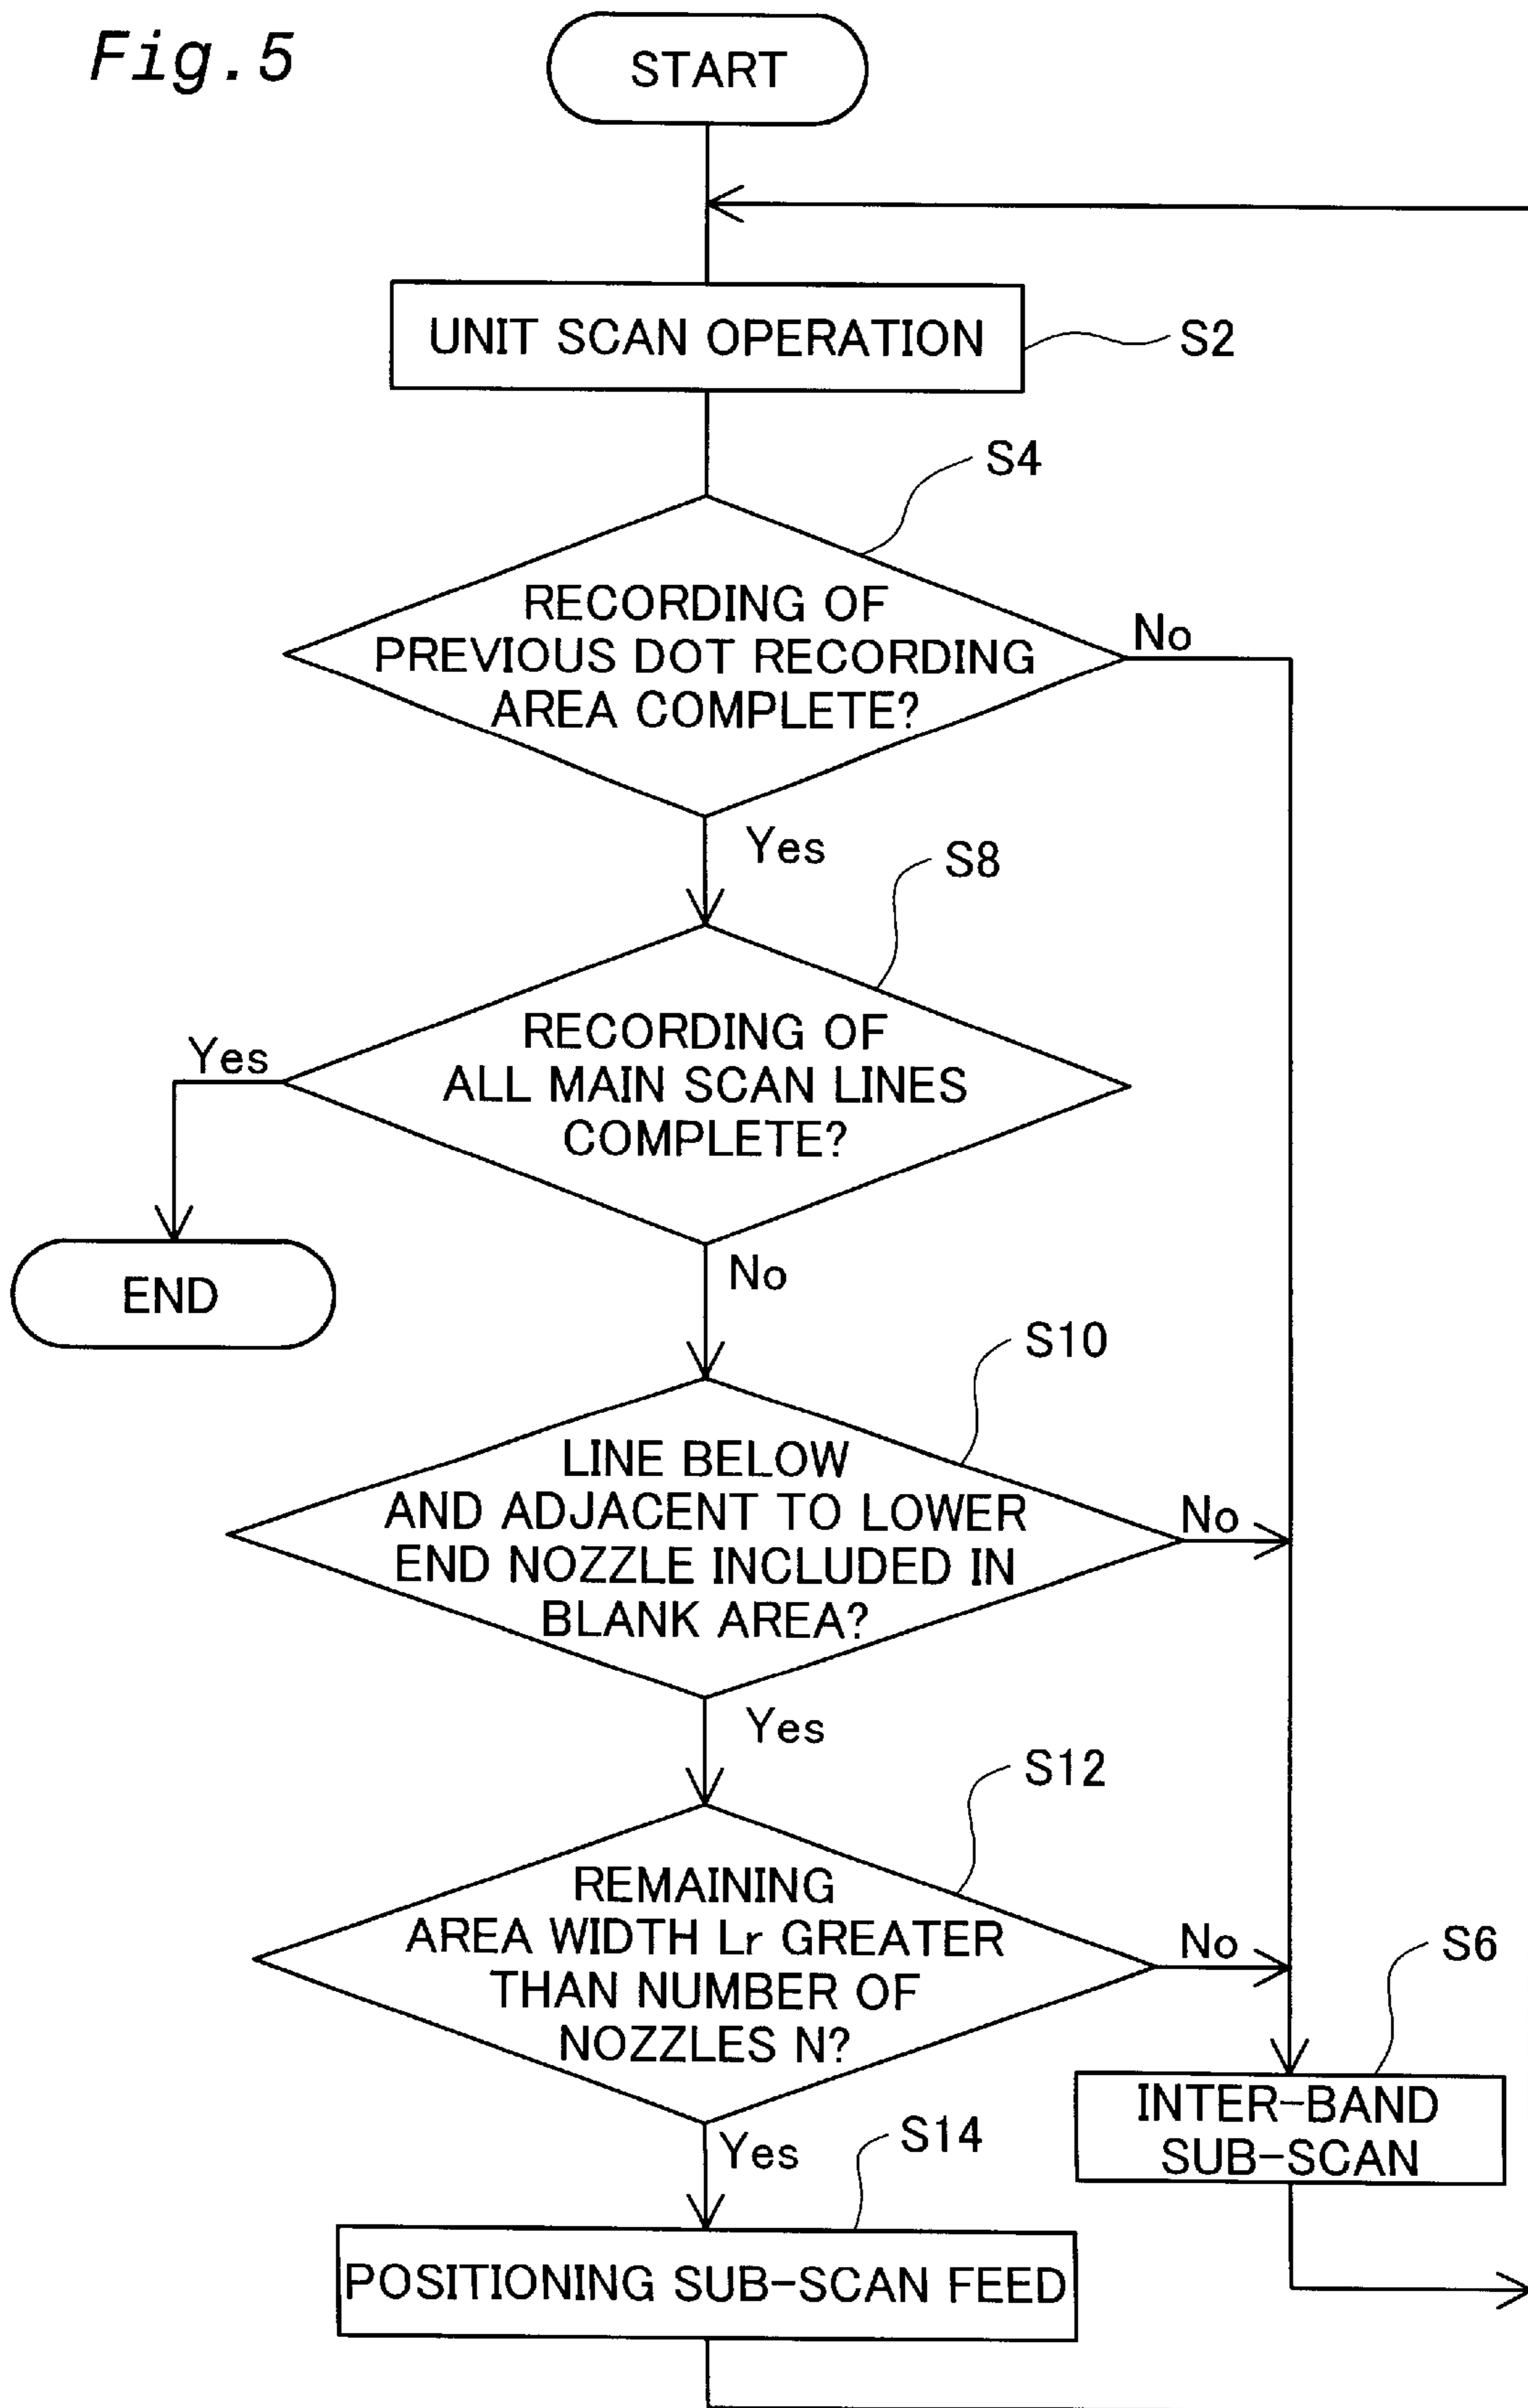 Fig.5
START
UNIT SCAN OPERATION
S2
S4
RECORDING OF
PREVIOUS DOT RECORDING
AREA COMPLETE?
No
Yes
S8
RECORDING OF
ALL MAIN SCAN LINES
COMPLETE?
Yes
END
No
S10
LINE BELOW
AND ADJACENT TO LOWER
END NOZZLE INCLUDED IN
BLANK AREA?
No
Yes
S12
REMAINING
AREA WIDTH Lr GREATER
THAN NUMBER OF
NOZZLES N?
No
S6
INTER-BAND
SUB-SCAN
Yes
S14
POSITIONING SUB-SCAN FEED